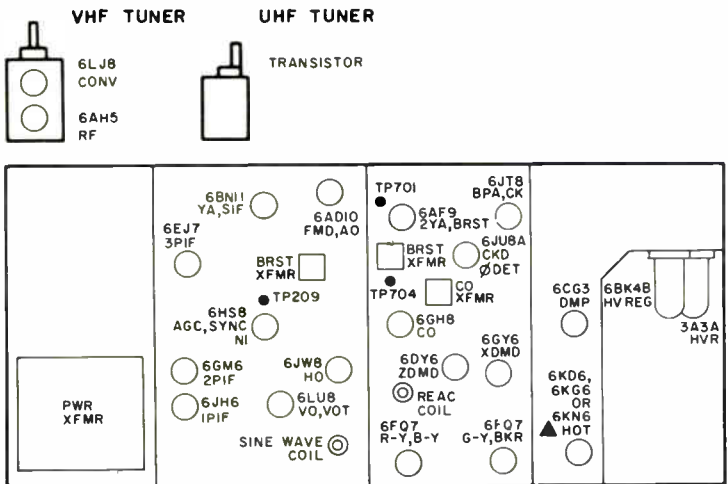 VHF TUNER
UHF TUNER
6LJ8
CONV
6AH5
RF
TRANSISTOR
6BN11
YA,SIF
6AD10
FMD,AO
6EJ7
3PIF
BRST
XFMR
TP209
6HS8
AGC,SYNC
NI
6GM6
2PIF
6JW8
HO
6JH6
1PIF
6LU8
VO,VOT
SINE WAVE
COIL
PWR
XFMR
TP701
6JT8
BPA,CK
6AF9
2YA,BRST
BRST
XFMR
6JU8A
CKD
ØDET
TP704
CO
XFMR
6GH8
CO
6GY6
XDMD
6DY6
ZDMD
REAC
COIL
6FQ7
R-Y,B-Y
6FQ7
G-Y,BKR
6CG3
DMP
6BK4B
HVREG
3A3A
HVR
6KD6,
6KG6
OR
6KN6
HOT